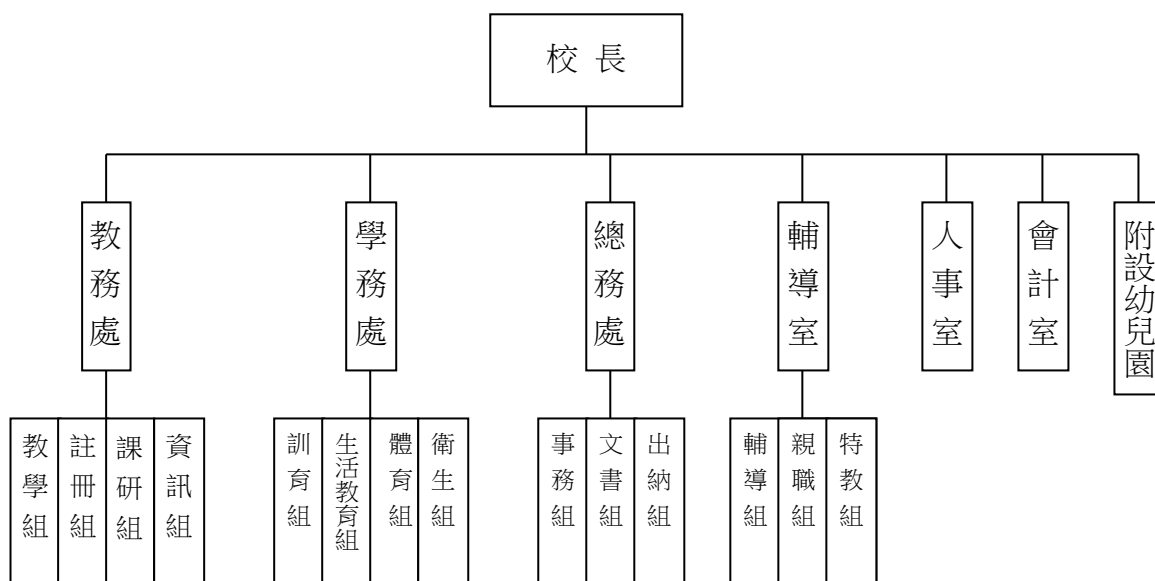 校長
教務處
學務處
總務處
輔導室
人事室
會計室
附設幼兒園
教學組
註冊組
課研組
資訊組
訓育組
生活教育組
體育組
衛生組
事務組
文書組
出納組
輔導組
親職組
特教組